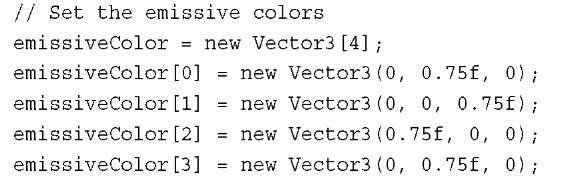 // Set the emissive colors
emissiveColor = new Vector3[4];
emissiveColor[0] = new Vector3(0, 0.75f, 0);
emissiveColor[1] = new Vector3(0, 0, 0.75f);
emissiveColor[2] = new Vector3(0.75f, 0, 0);
emissiveColor[3] = new Vector3(0, 0.75f, 0);